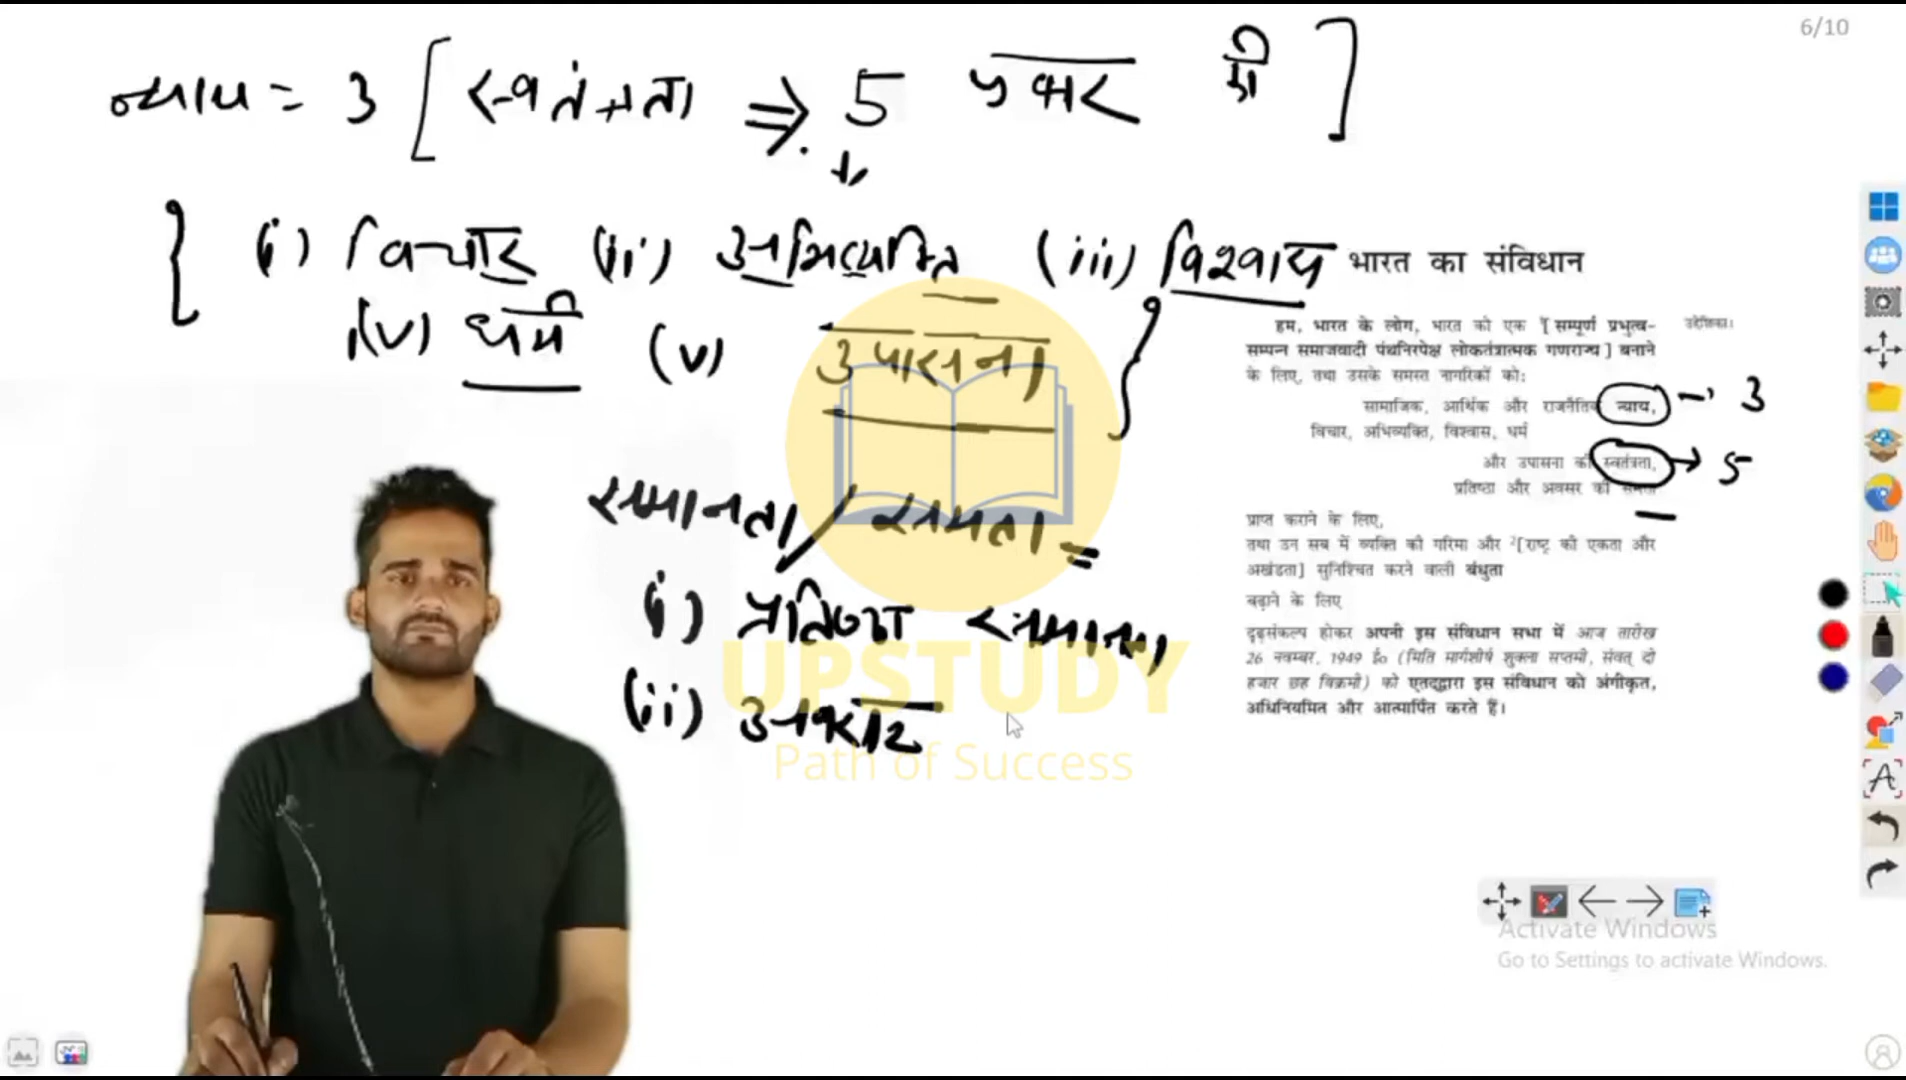 6/10
न्याय = 3 [ स्वतंत्रता ⇒ 5 प्रकार की ]
{ (i) विचार (ii) अभिव्यक्ति (iii) विश्वास
(iv) धर्म (v) उपासना }
समानता / समता =
(i) प्रतिष्ठा समानता
(ii) अवसर
भारत का संविधान
उद्देशिका
हम, भारत के लोग, भारत को एक ¹[सम्पूर्ण प्रभुत्व-
सम्पन्न समाजवादी पंथनिरपेक्ष लोकतंत्रात्मक गणराज्य] बनाने
के लिए, तथा उसके समस्त नागरिकों को:
सामाजिक, आर्थिक और राजनैतिक न्याय, → 3
विचार, अभिव्यक्ति, विश्वास, धर्म
और उपासना की स्वतंत्रता, → 5
प्रतिष्ठा और अवसर की समता
प्राप्त कराने के लिए,
तथा उन सब में व्यक्ति की गरिमा और ²[राष्ट्र की एकता और
अखंडता] सुनिश्चित करने वाली बंधुता
बढ़ाने के लिए
दृढ़संकल्प होकर अपनी इस संविधान सभा में आज तारीख
26 नवम्बर, 1949 ई० (मिति मार्गशीर्ष शुक्ला सप्तमी, संवत् दो
हजार छह विक्रमी) को एतद्द्वारा इस संविधान को अंगीकृत,
अधिनियमित और आत्मार्पित करते हैं।
UPSTUDY
Path of Success
Activate Windows
Go to Settings to activate Windows.